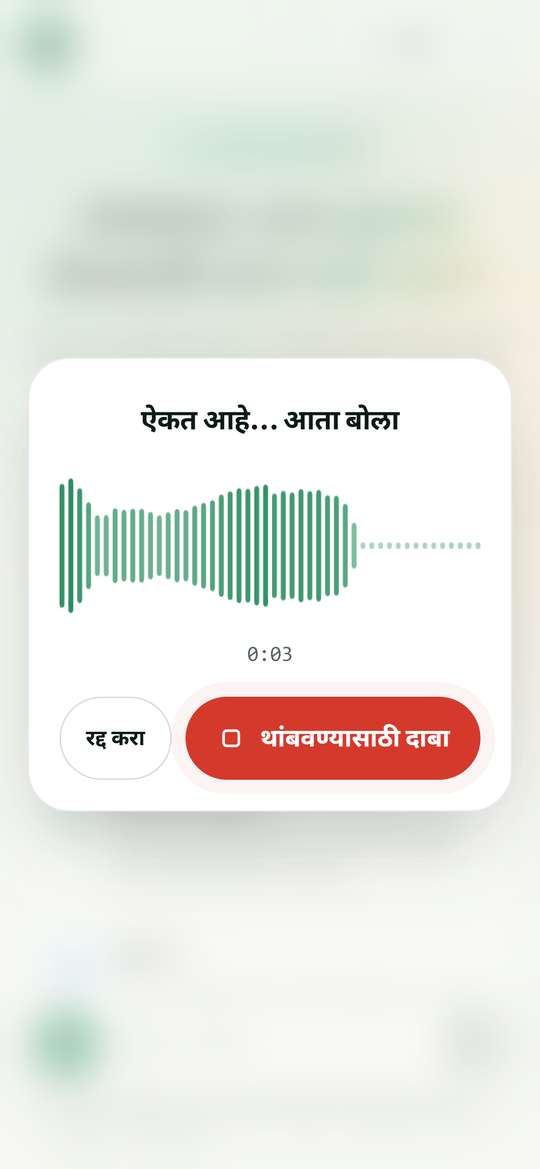 ऐकत आहे... आता बोला
0:03
रद्द करा
थांबवण्यासाठी दाबा